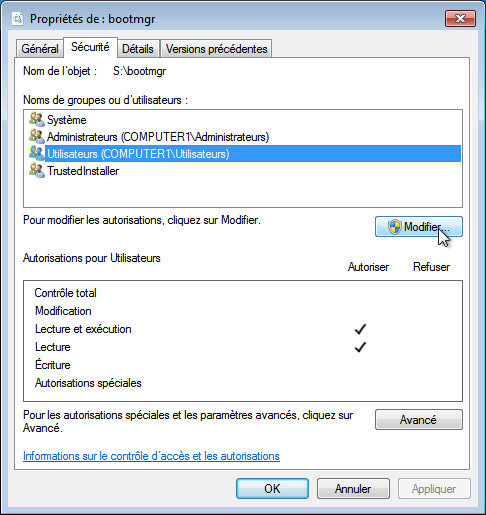 Propriétés de : bootmgr
Général Sécurité Détails Versions précédentes
Nom de l'objet : S:\bootmgr
Noms de groupes ou d'utilisateurs :
Système
Administrateurs (COMPUTER1\Administrateurs)
Utilisateurs (COMPUTER1\Utilisateurs)
TrustedInstaller
Pour modifier les autorisations, cliquez sur Modifier.
Modifier...
Autorisations pour Utilisateurs
Autoriser Refuser
Contrôle total
Modification
Lecture et exécution
Lecture
Écriture
Autorisations spéciales
Pour les autorisations spéciales et les paramètres avancés, cliquez sur
Avancé.
Avancé
Informations sur le contrôle d'accès et les autorisations
OK Annuler Appliquer